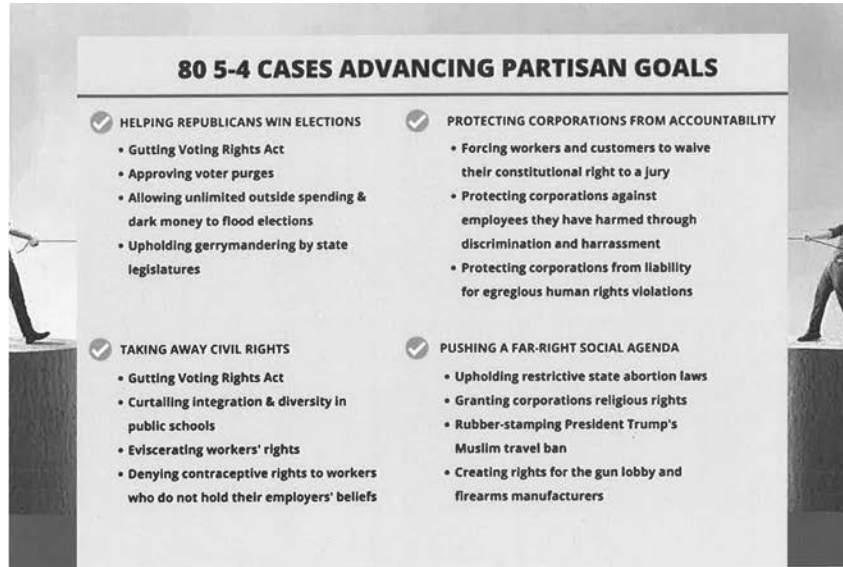 80 5-4 CASES ADVANCING PARTISAN GOALS
HELPING REPUBLICANS WIN ELECTIONS
• Gutting Voting Rights Act
• Approving voter purges
• Allowing unlimited outside spending &
dark money to flood elections
• Upholding gerrymandering by state
legislatures
PROTECTING CORPORATIONS FROM ACCOUNTABILITY
• Forcing workers and customers to waive
their constitutional right to a jury
• Protecting corporations against
employees they have harmed through
discrimination and harrassment
• Protecting corporations from liability
for egregious human rights violations
TAKING AWAY CIVIL RIGHTS
• Gutting Voting Rights Act
• Curtailing integration & diversity in
public schools
• Eviscerating workers' rights
• Denying contraceptive rights to workers
who do not hold their employers' beliefs
PUSHING A FAR-RIGHT SOCIAL AGENDA
• Upholding restrictive state abortion laws
• Granting corporations religious rights
• Rubber-stamping President Trump's
Muslim travel ban
• Creating rights for the gun lobby and
firearms manufacturers